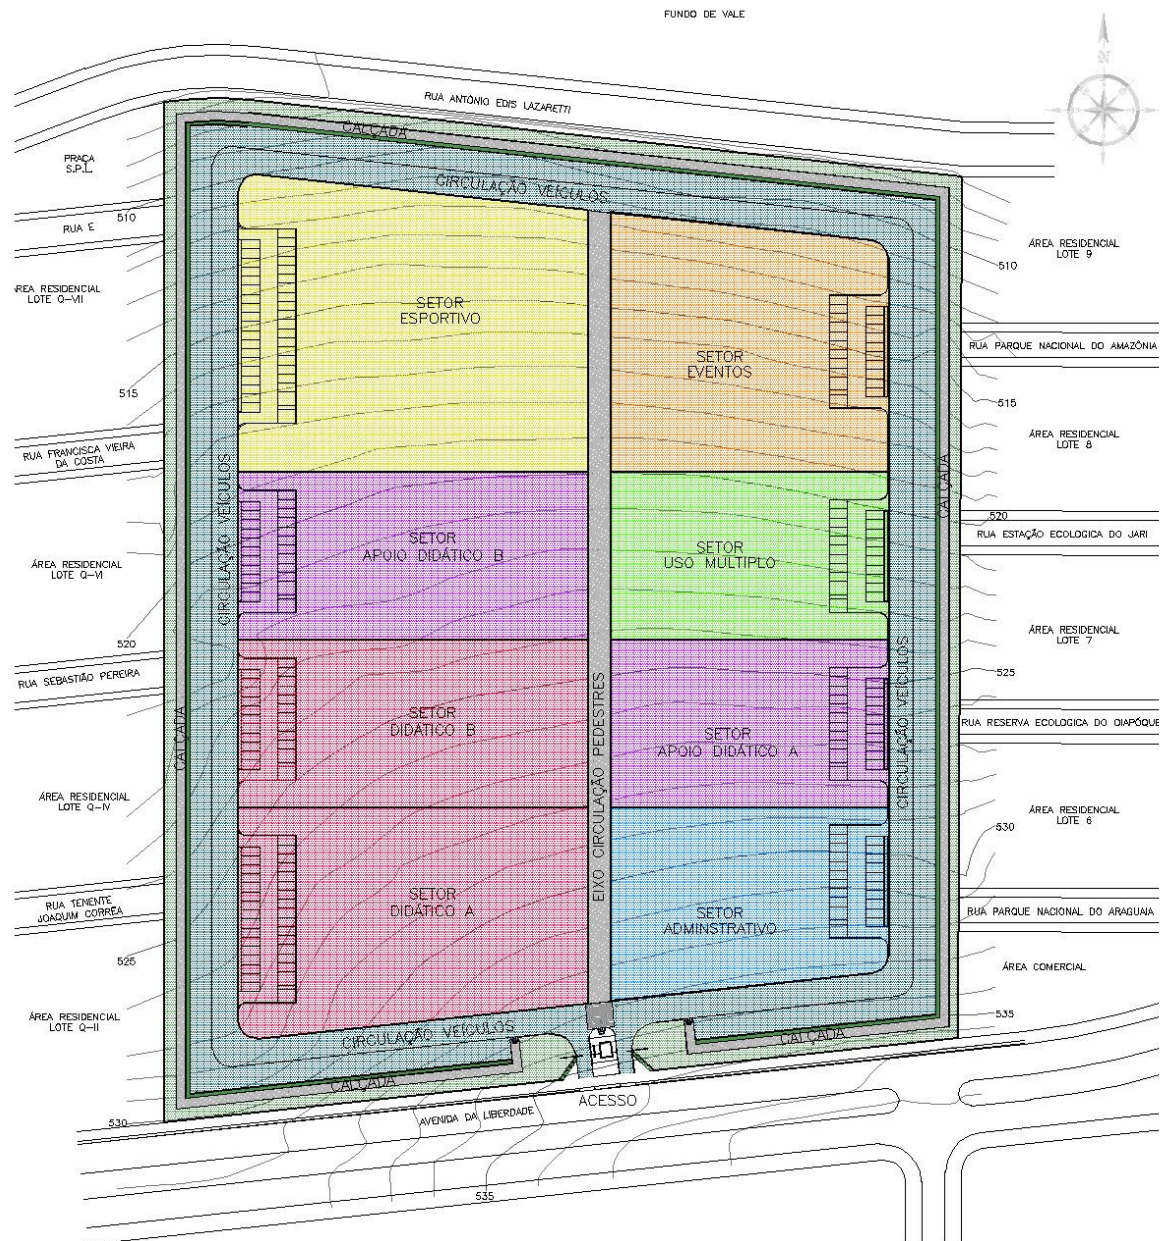 FUNDO DE VALE
N
RUA ANTÔNIO EDIS LAZARETTI
CALÇADA
PRAÇA
S.P.L.
CIRCULAÇÃO VEÍCULOS
510
RUA E
ÁREA RESIDENCIAL
LOTE 9
510
REA RESIDENCIAL
LOTE Q-VII
SETOR
ESPORTIVO
RUA PARQUE NACIONAL DO AMAZÔNIA
SETOR
EVENTOS
515
515
ÁREA RESIDENCIAL
LOTE 8
RUA FRANCISCA VIEIRA
DA COSTA
CIRCULAÇÃO VEÍCULOS
CALÇADA
520
RUA ESTAÇÃO ECOLOGICA DO JARI
SETOR
APOIO DIDÁTICO B
SETOR
USO MÚLTIPLO
ÁREA RESIDENCIAL
LOTE Q-VI
520
ÁREA RESIDENCIAL
LOTE 7
RUA SEBASTIÃO PEREIRA
525
CALÇADA
SETOR
DIDÁTICO B
EIXO CIRCULAÇÃO PEDESTRES
SETOR
APOIO DIDÁTICO A
CIRCULAÇÃO VEÍCULOS
RUA RESERVA ECOLOGICA DO OIAPÓQUE
ÁREA RESIDENCIAL
LOTE Q-IV
ÁREA RESIDENCIAL
LOTE 6
530
RUA TENENTE
JOAQUIM CORRÊA
SETOR
DIDÁTICO A
SETOR
ADMINSTRATIVO
RUA PARQUE NACIONAL DO ARAGUAIA
525
ÁREA COMERCIAL
ÁREA RESIDENCIAL
LOTE Q-II
535
CIRCULAÇÃO VEÍCULOS
CALÇADA
CALÇADA
ACESSO
530
AVENIDA DA LIBERDADE
535